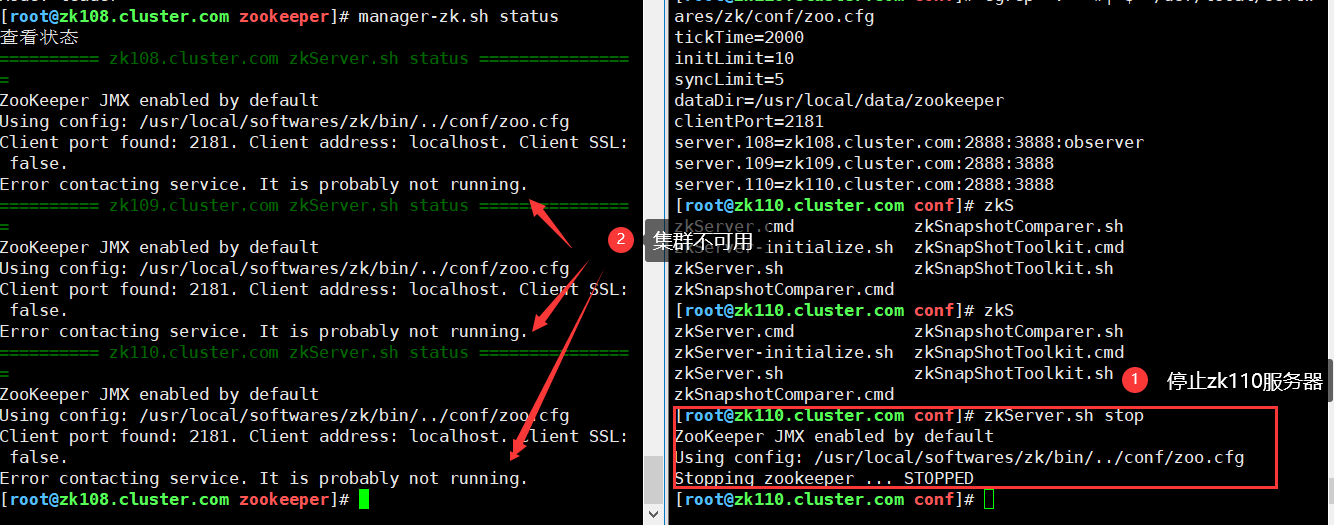 [root@zk108.cluster.com zookeeper]# manager-zk.sh status
查看状态
========== zk108.cluster.com zkServer.sh status ===============
=
ZooKeeper JMX enabled by default
Using config: /usr/local/softwares/zk/bin/../conf/zoo.cfg
Client port found: 2181. Client address: localhost. Client SSL:
false.
Error contacting service. It is probably not running.
========== zk109.cluster.com zkServer.sh status ===============
=
ZooKeeper JMX enabled by default
Using config: /usr/local/softwares/zk/bin/../conf/zoo.cfg
Client port found: 2181. Client address: localhost. Client SSL:
false.
Error contacting service. It is probably not running.
========== zk110.cluster.com zkServer.sh status ===============
=
ZooKeeper JMX enabled by default
Using config: /usr/local/softwares/zk/bin/../conf/zoo.cfg
Client port found: 2181. Client address: localhost. Client SSL:
false.
Error contacting service. It is probably not running.
[root@zk108.cluster.com zookeeper]#
2 集群不可用
ares/zk/conf/zoo.cfg
tickTime=2000
initLimit=10
syncLimit=5
dataDir=/usr/local/data/zookeeper
clientPort=2181
server.108=zk108.cluster.com:2888:3888:observer
server.109=zk109.cluster.com:2888:3888
server.110=zk110.cluster.com:2888:3888
[root@zk110.cluster.com conf]# zkS
zkServer.cmd zkSnapshotComparer.sh
zkServer-initialize.sh zkSnapShotToolkit.cmd
zkServer.sh zkSnapShotToolkit.sh
zkSnapshotComparer.cmd
[root@zk110.cluster.com conf]# zkS
zkServer.cmd zkSnapshotComparer.sh
zkServer-initialize.sh zkSnapShotToolkit.cmd
zkServer.sh zkSnapShotToolkit.sh
zkSnapshotComparer.cmd
1 停止zk110服务器
[root@zk110.cluster.com conf]# zkServer.sh stop
ZooKeeper JMX enabled by default
Using config: /usr/local/softwares/zk/bin/../conf/zoo.cfg
Stopping zookeeper ... STOPPED
[root@zk110.cluster.com conf]#